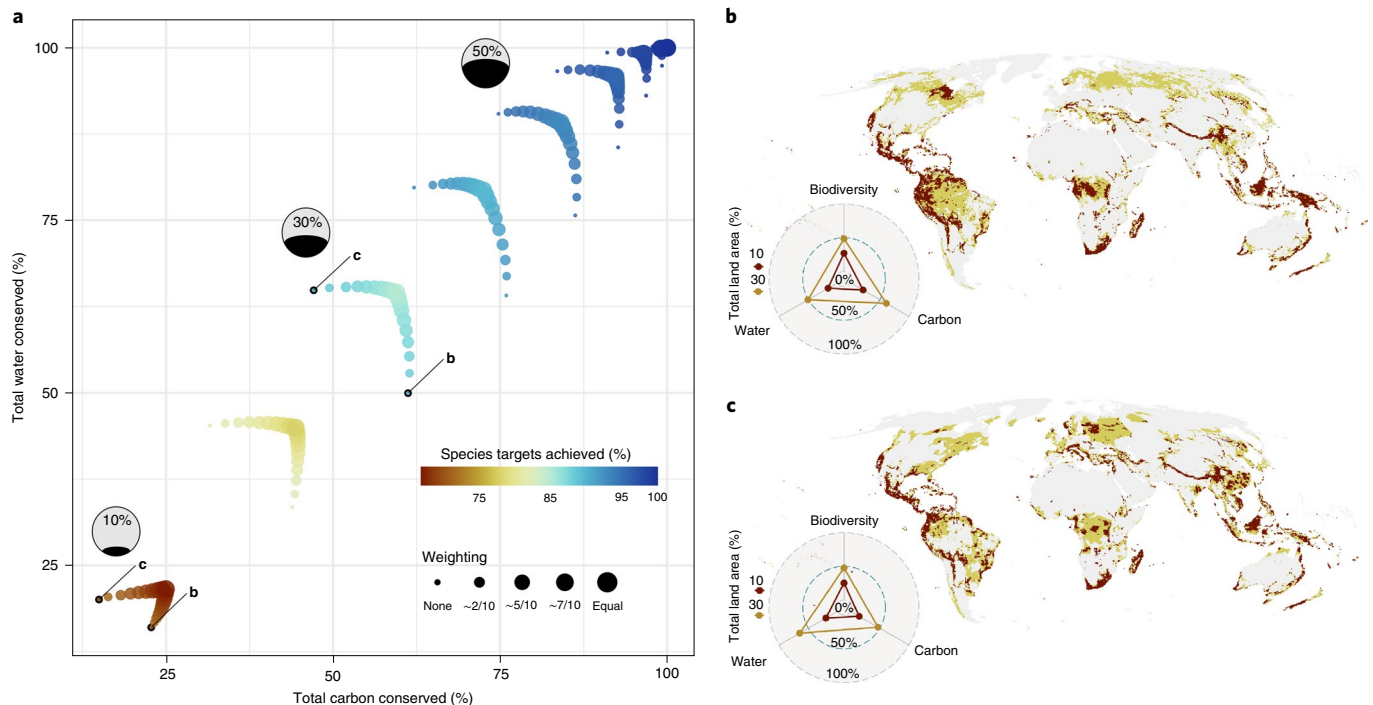 a
Total water conserved (%)
100
75
50
25
50%
30%
c
b
10%
c
b
Species targets achieved (%)
75
85
95
100
Weighting
None
~2/10
~5/10
~7/10
Equal
25
50
75
100
Total carbon conserved (%)
b
Biodiversity
Total land area (%)
10
30
0%
50%
100%
Water
Carbon
c
Biodiversity
Total land area (%)
10
30
0%
50%
100%
Water
Carbon